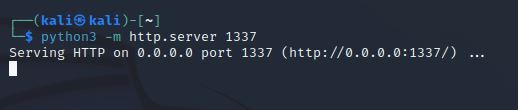 ┌──(kali㉿kali)-[~]
└─$ python3 -m http.server 1337
Serving HTTP on 0.0.0.0 port 1337 (http://0.0.0.0:1337/) ...